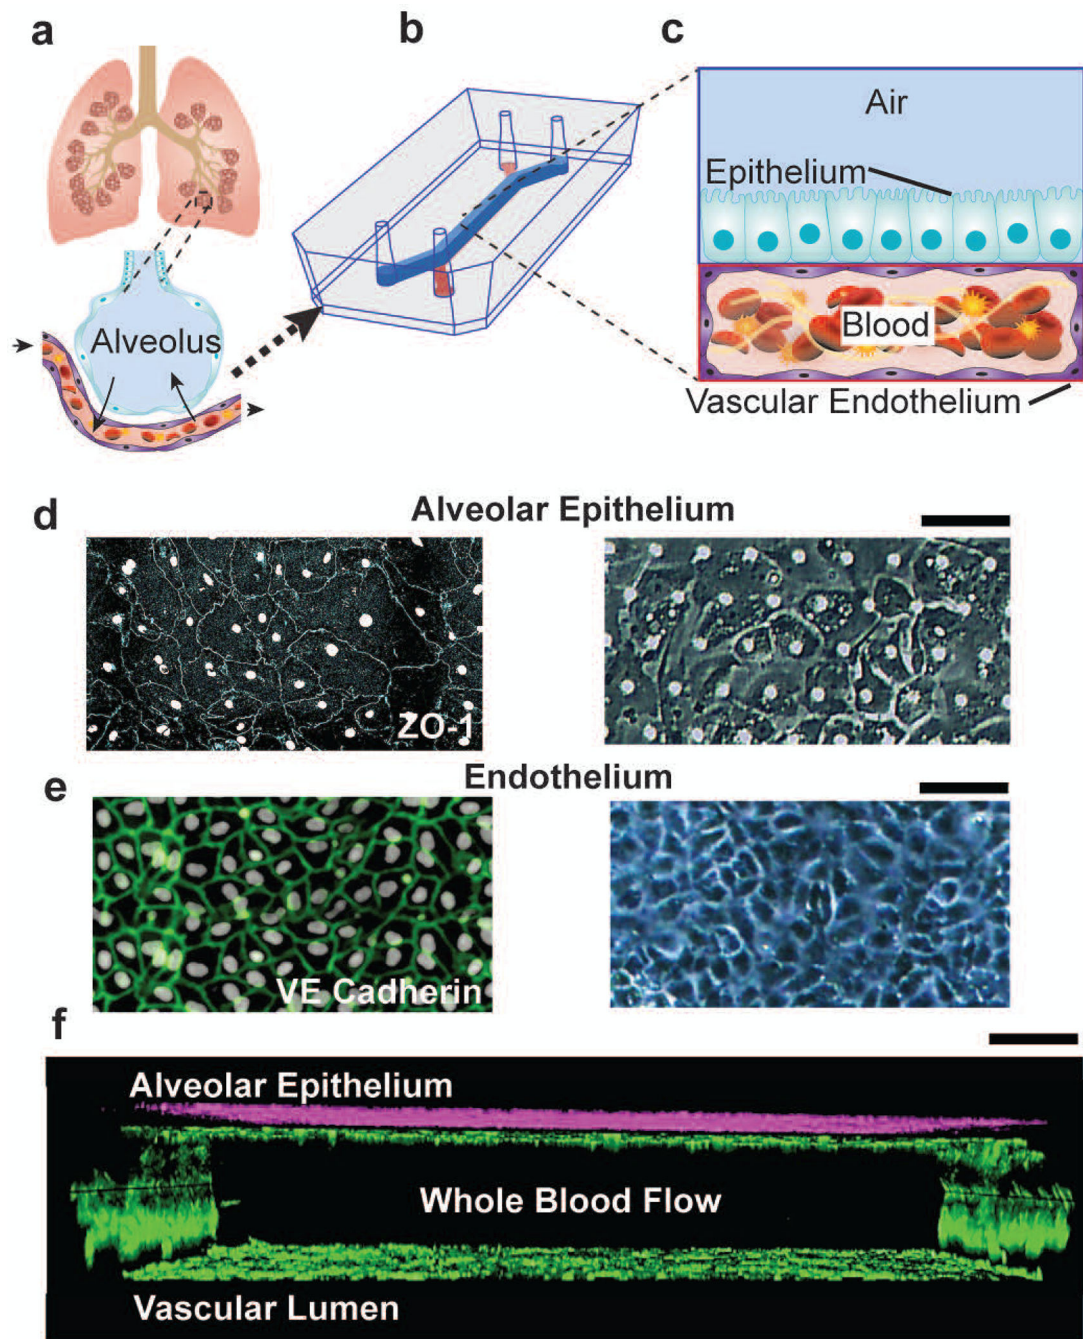 a
b
c
Air
Epithelium
Alveolus
Blood
Vascular Endothelium
d
Alveolar Epithelium
ZO-1
Endothelium
e
VE Cadherin
f
Alveolar Epithelium
Whole Blood Flow
Vascular Lumen